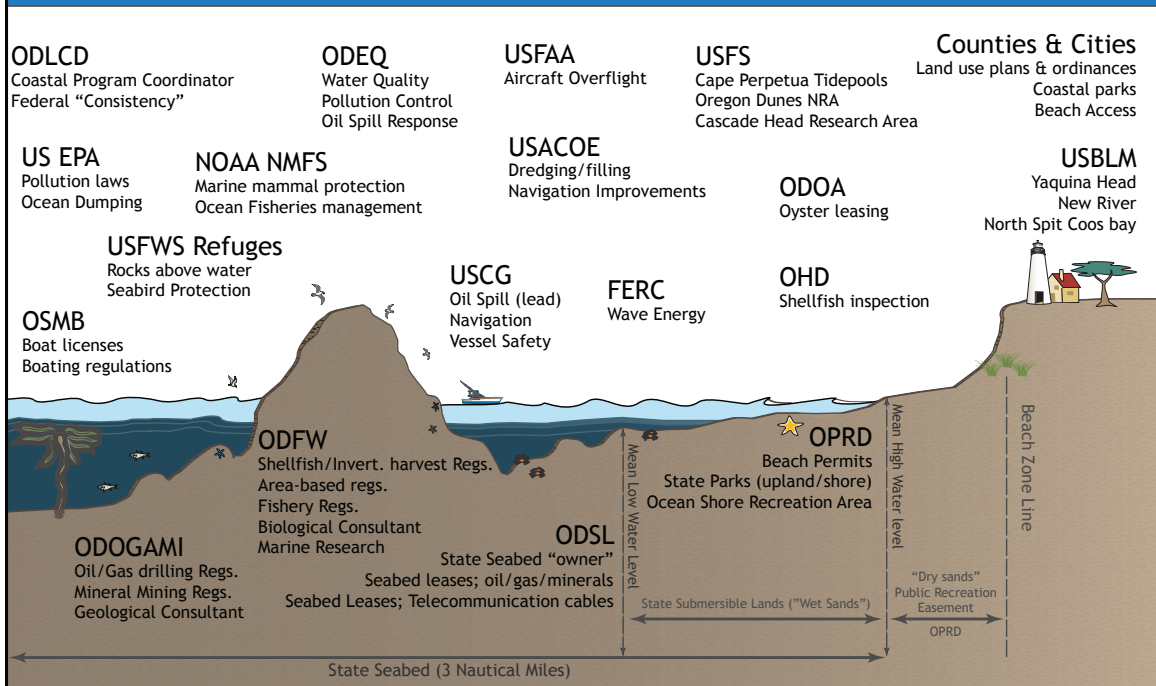 ODLCD
Coastal Program Coordinator
Federal “Consistency”
ODEQ
Water Quality
Pollution Control
Oil Spill Response
USFAA
Aircraft Overflight
USFS
Cape Perpetua Tidepools
Oregon Dunes NRA
Cascade Head Research Area
Counties & Cities
Land use plans & ordinances
Coastal parks
Beach Access
US EPA
Pollution laws
Ocean Dumping
NOAA NMFS
Marine mammal protection
Ocean Fisheries management
USACOE
Dredging/filling
Navigation Improvements
ODOA
Oyster leasing
USBLM
Yaquina Head
New River
North Spit Coos bay
USFWS Refuges
Rocks above water
Seabird Protection
USCG
Oil Spill (lead)
Navigation
Vessel Safety
FERC
Wave Energy
OHD
Shellfish inspection
OSMB
Boat licenses
Boating regulations
ODFW
Shellfish/Invert. harvest Regs.
Area-based regs.
Fishery Regs.
Biological Consultant
Marine Research
OPRD
Beach Permits
State Parks (upland/shore)
Ocean Shore Recreation Area
Mean Low Water Level
Mean High Water level
Beach Zone Line
ODOGAMI
Oil/Gas drilling Regs.
Mineral Mining Regs.
Geological Consultant
ODSL
State Seabed “owner”
Seabed leases; oil/gas/minerals
Seabed Leases; Telecommunication cables
State Submersible Lands (”Wet Sands”)
“Dry sands”
Public Recreation
Easement
OPRD
State Seabed (3 Nautical Miles)